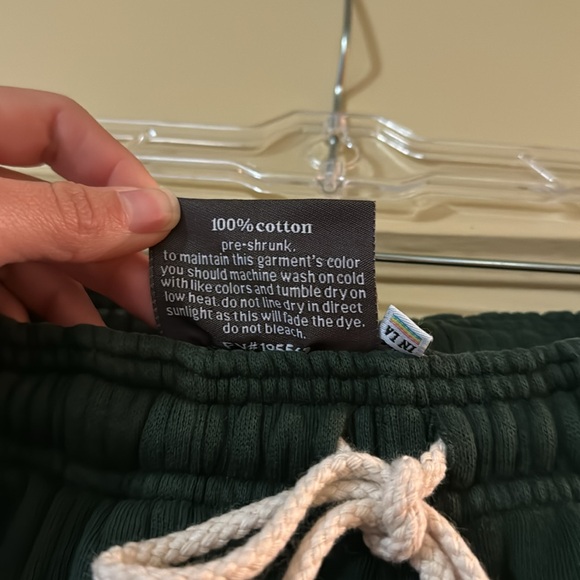 100% cotton
pre-shrunk.
to maintain this garment's color
you should machine wash on cold
with like colors and tumble dry on
low heat. do not line dry in direct
sunlight as this will fade the dye.
do not bleach.
IN LA